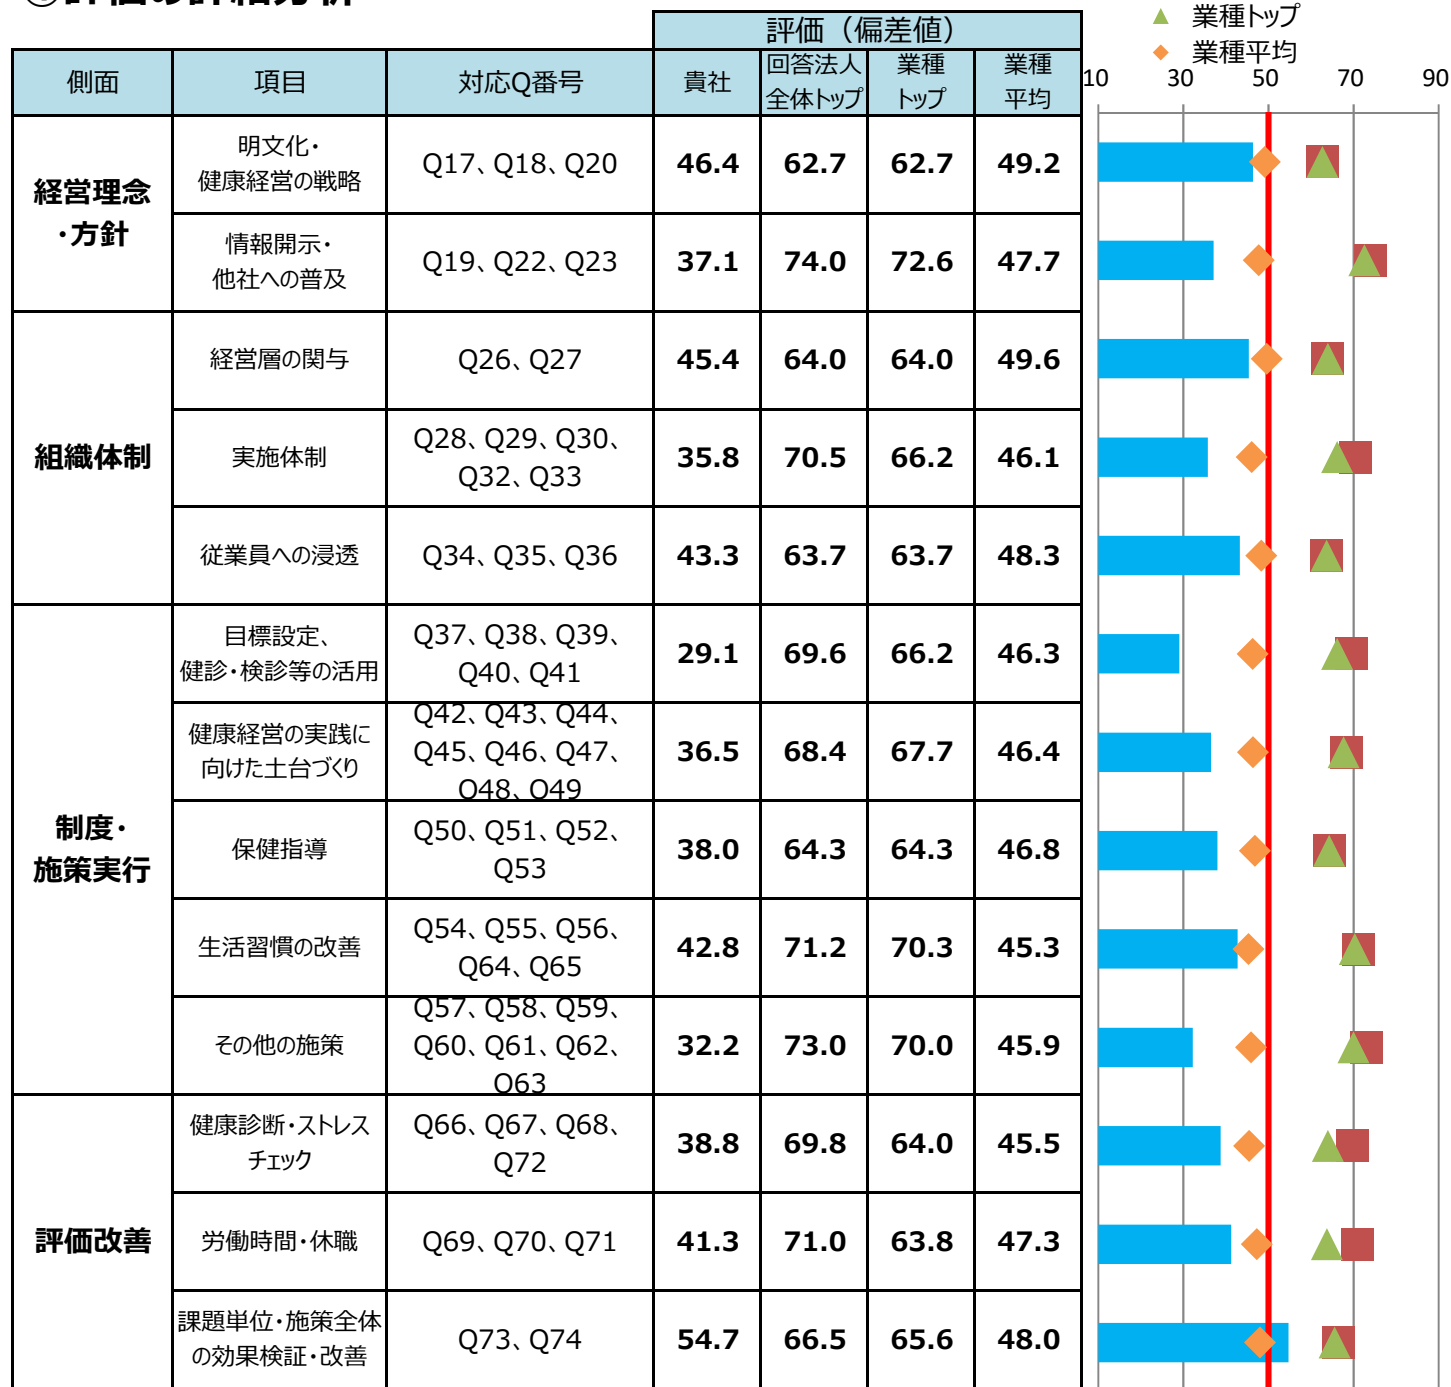 評価(偏差値)
業種トップ
業種平均
側面 項目 対応Q番号 貴社 回答法人 業種 業種
全体トップ トップ 平均
10 30 50 70 90
経営理念
・方針
明文化・
健康経営の戦略
Q17、Q18、Q20 46.4 62.7 62.7 49.2
情報開示・
他社への普及
Q19、Q22、Q23 37.1 74.0 72.6 47.7
組織体制
経営層の関与 Q26、Q27 45.4 64.0 64.0 49.6
実施体制
Q28、Q29、Q30、
Q32、Q33
35.8 70.5 66.2 46.1
従業員への浸透 Q34、Q35、Q36 43.3 63.7 63.7 48.3
制度・
施策実行
目標設定、
健診・検診等の活用
Q37、Q38、Q39、
Q40、Q41
29.1 69.6 66.2 46.3
健康経営の実践に
向けた土台づくり
Q42、Q43、Q44、
Q45、Q46、Q47、
Q48、Q49
36.5 68.4 67.7 46.4
保健指導
Q50、Q51、Q52、
Q53
38.0 64.3 64.3 46.8
生活習慣の改善
Q54、Q55、Q56、
Q64、Q65
42.8 71.2 70.3 45.3
その他の施策
Q57、Q58、Q59、
Q60、Q61、Q62、
Q63
32.2 73.0 70.0 45.9
評価改善
健康診断・ストレス
チェック
Q66、Q67、Q68、
Q72
38.8 69.8 64.0 45.5
労働時間・休職 Q69、Q70、Q71 41.3 71.0 63.8 47.3
課題単位・施策全体
の効果検証・改善
Q73、Q74 54.7 66.5 65.6 48.0